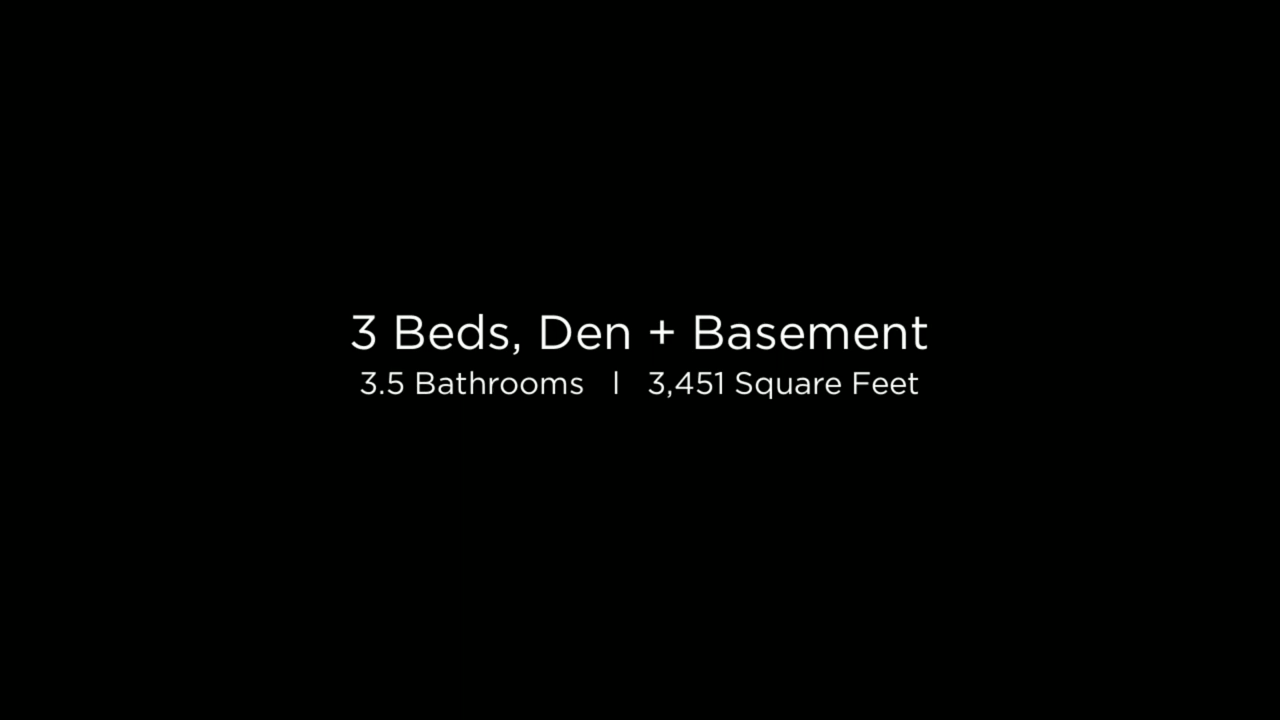 3 Beds, Den + Basement
3.5 Bathrooms | 3,451 Square Feet